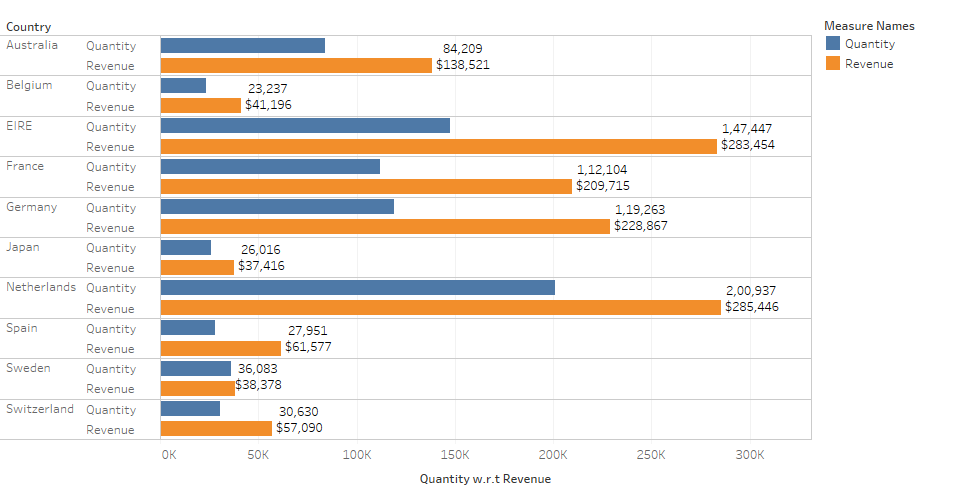 Country
Measure Names
Quantity
Revenue
Australia Quantity 84,209
Revenue $138,521
Belgium Quantity 23,237
Revenue $41,196
EIRE Quantity 1,47,447
Revenue $283,454
France Quantity 1,12,104
Revenue $209,715
Germany Quantity 1,19,263
Revenue $228,867
Japan Quantity 26,016
Revenue $37,416
Netherlands Quantity 2,00,937
Revenue $285,446
Spain Quantity 27,951
Revenue $61,577
Sweden Quantity 36,083
Revenue $38,378
Switzerland Quantity 30,630
Revenue $57,090
0K 50K 100K 150K 200K 250K 300K
Quantity w.r.t Revenue